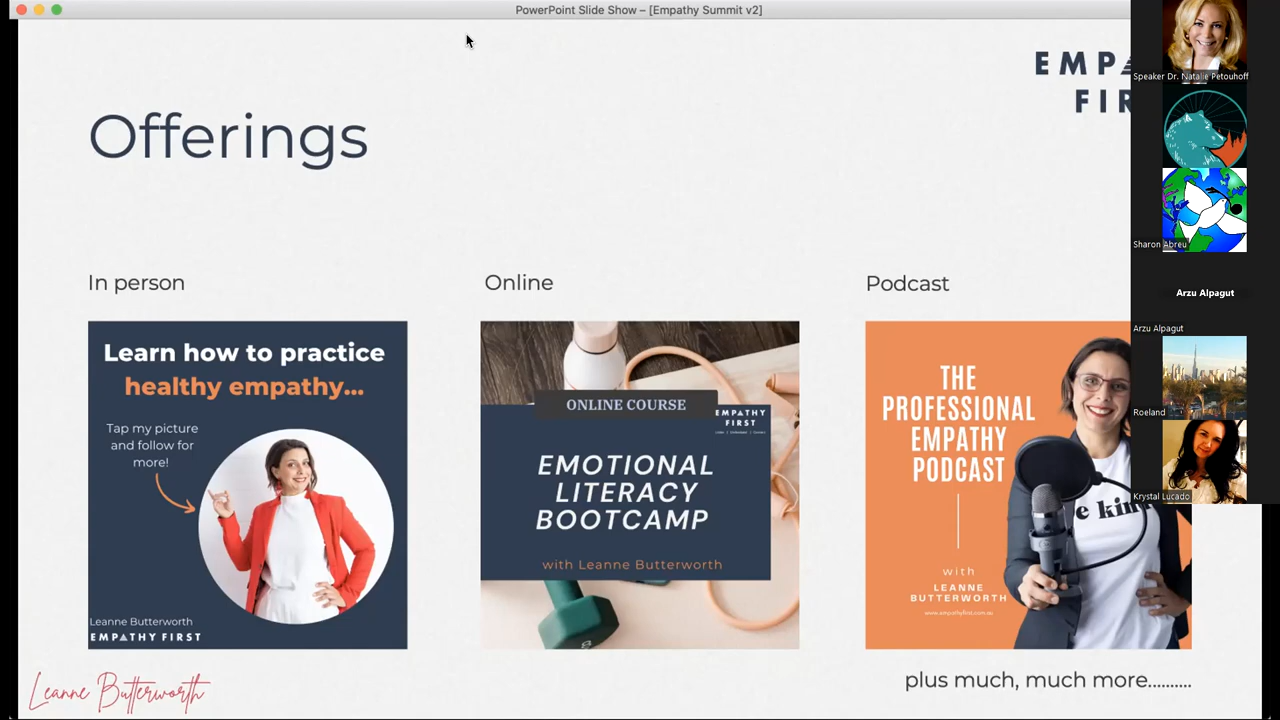 PowerPoint Slide Show – [Empathy Summit v2]
EMP
FIR
Offerings
In person
Online
Podcast
Learn how to practice
healthy empathy...
Tap my picture
and follow for
more!
Leanne Butterworth
EMPATHY FIRST
ONLINE COURSE
EMPATHY
FIRST
EMOTIONAL
LITERACY
BOOTCAMP
with Leanne Butterworth
THE
PROFESSIONAL
EMPATHY
PODCAST
with
LEANNE
BUTTERWORTH
www.empathyfirst.com.au
e kin
Leanne Butterworth
plus much, much more..........
Speaker Dr. Natalie Petouhoff
Sharon Abreu
Arzu Alpagut
Arzu Alpagut
Roeland
Krystal Lucado